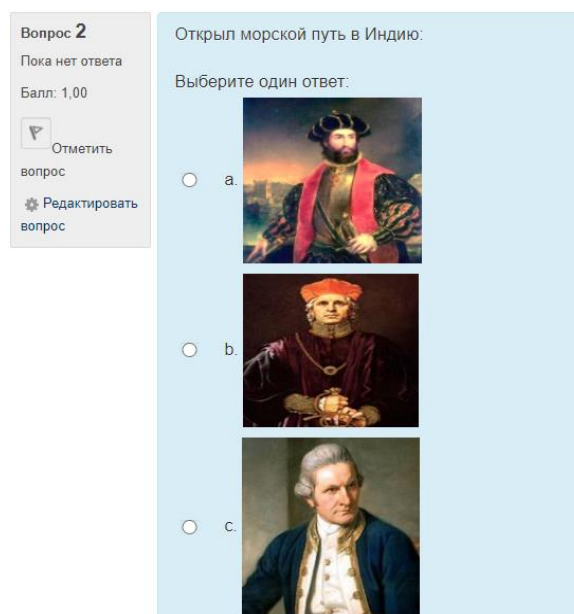 Вопрос 2
Пока нет ответа
Балл: 1,00
Отметить
вопрос
Редактировать
вопрос
Открыл морской путь в Индию:
Выберите один ответ:
a.
b.
c.